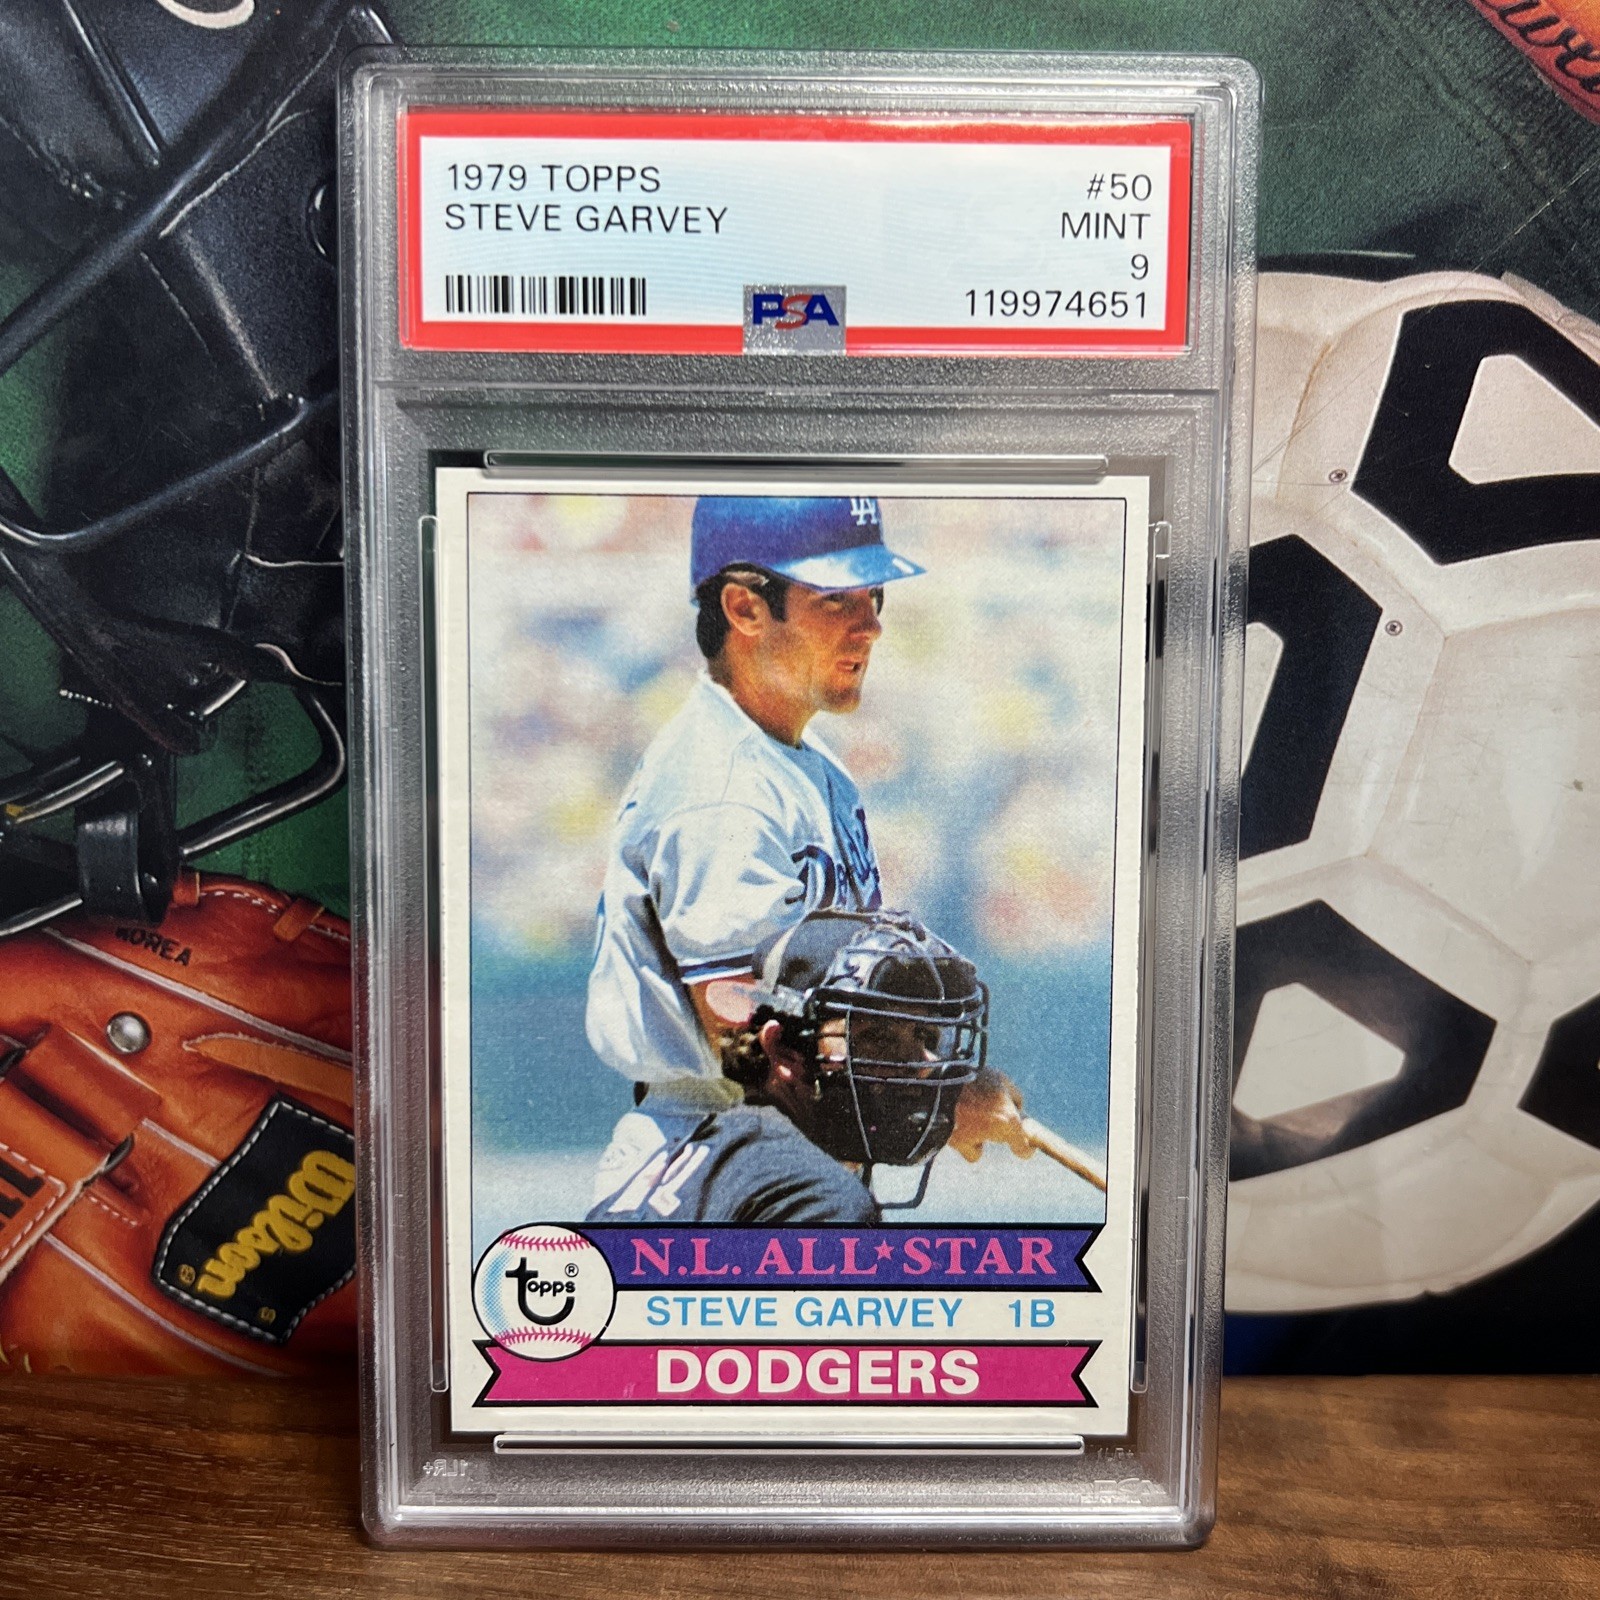 1979 TOPPS #50
STEVE GARVEY MINT
9
PSA 119974651
LA
topps ®
N.L. ALL★STAR
STEVE GARVEY 1B
DODGERS
KOREA
Wilson
®